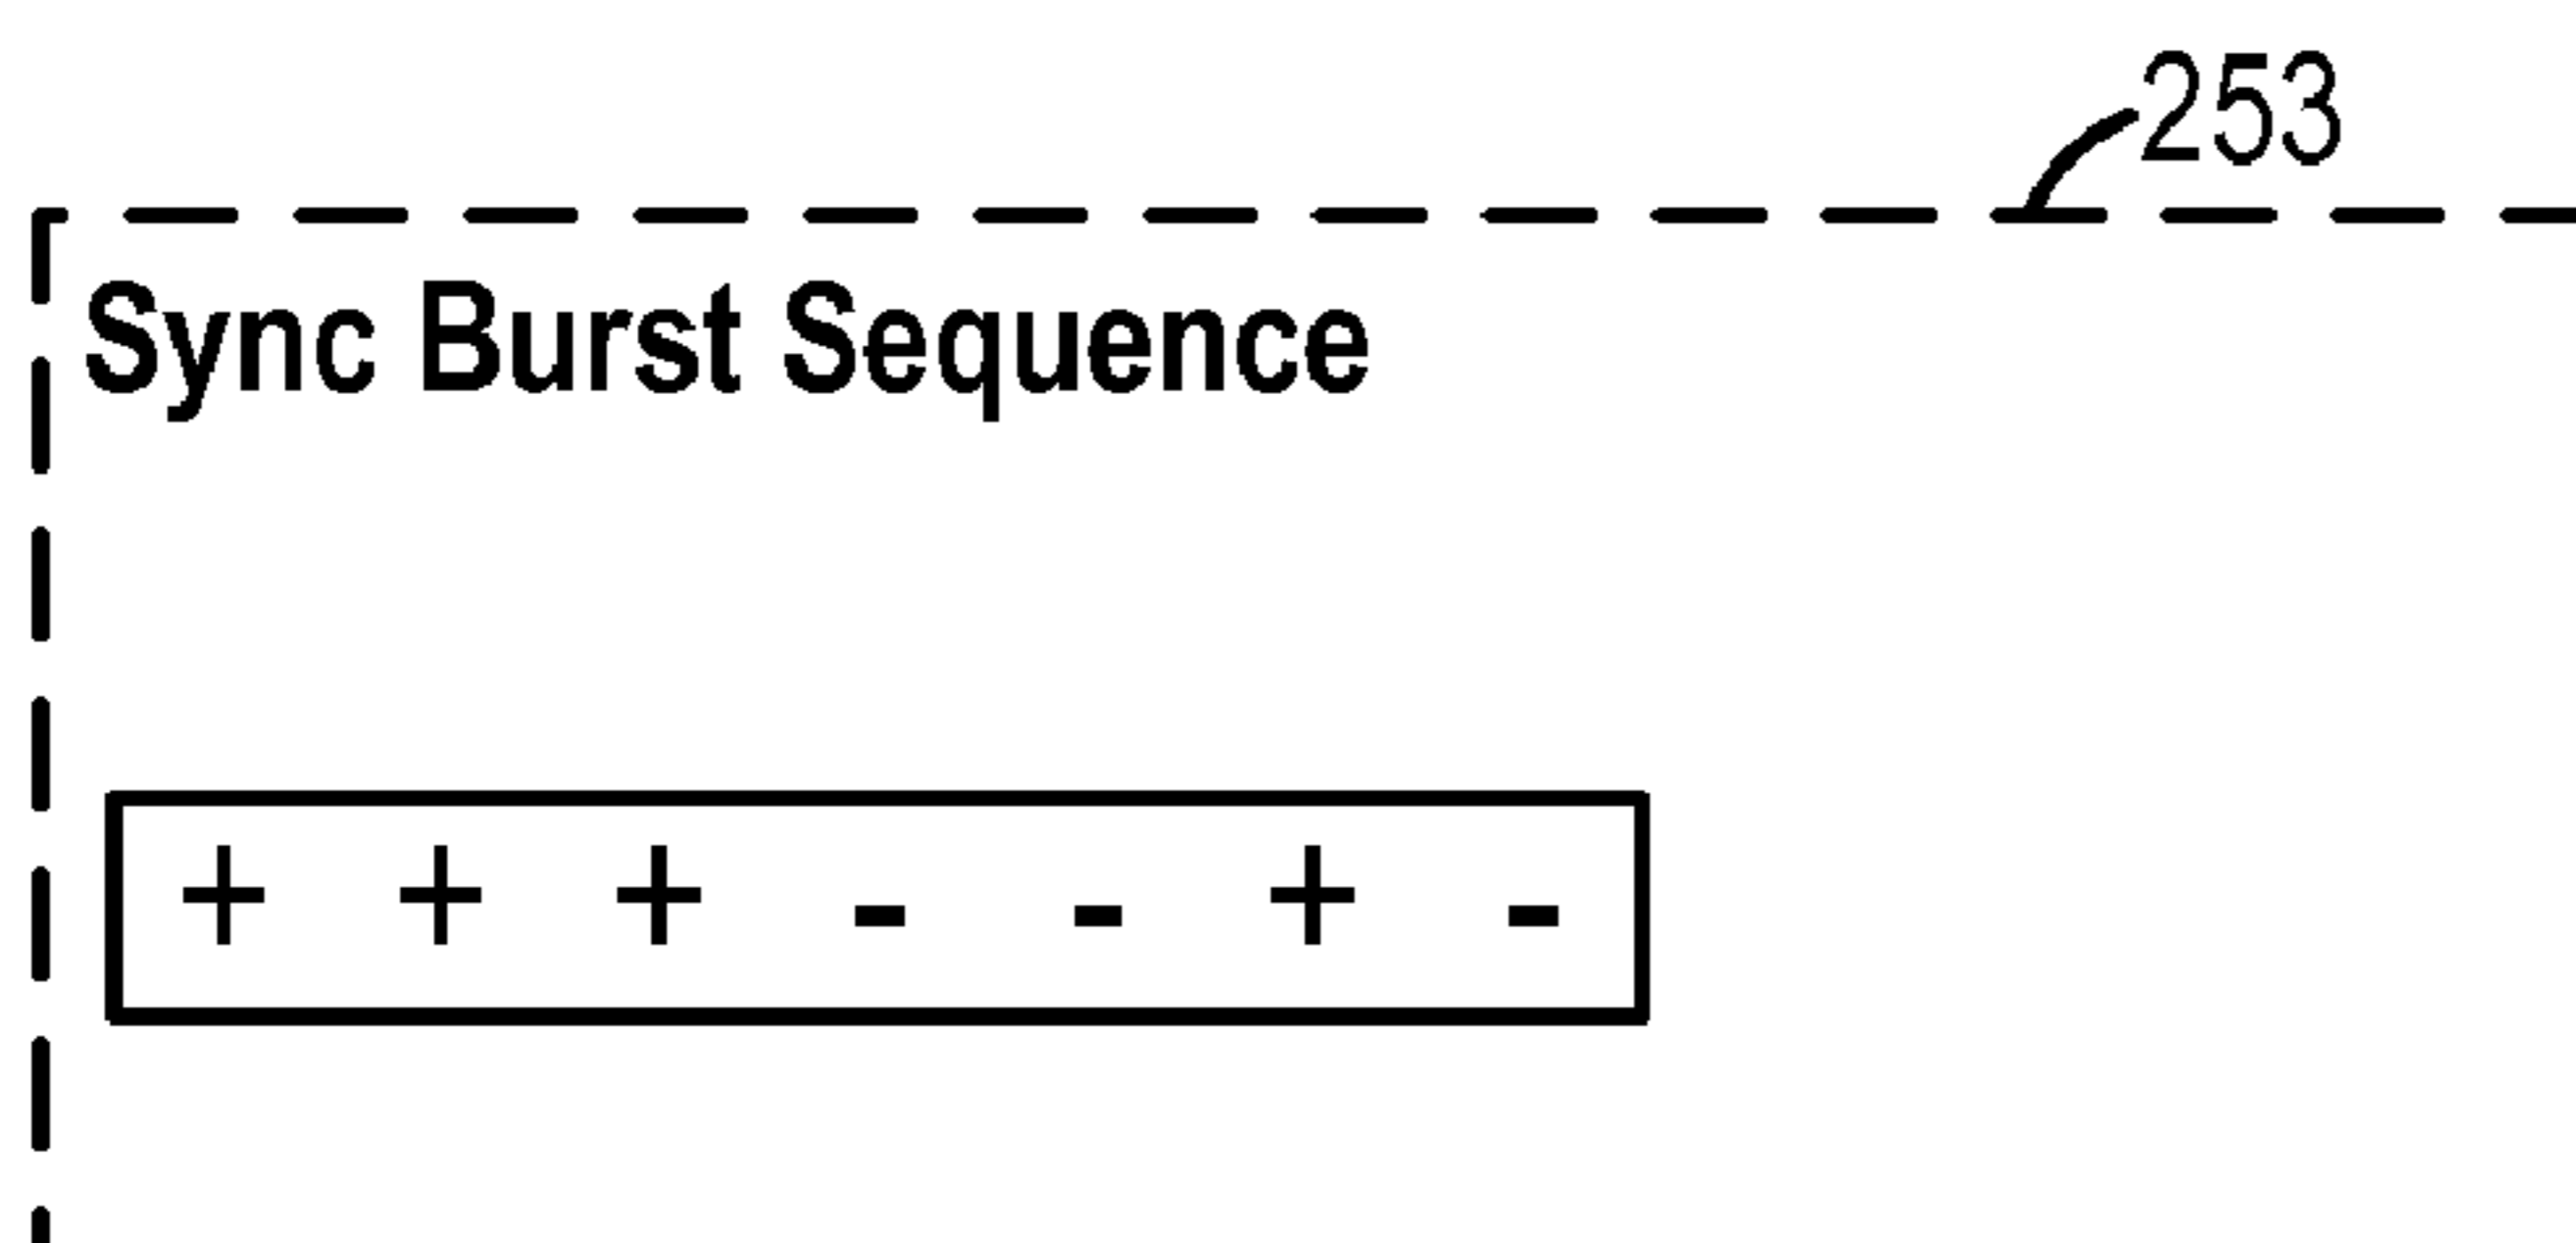 253
Sync Burst Sequence
+ + + - - + -